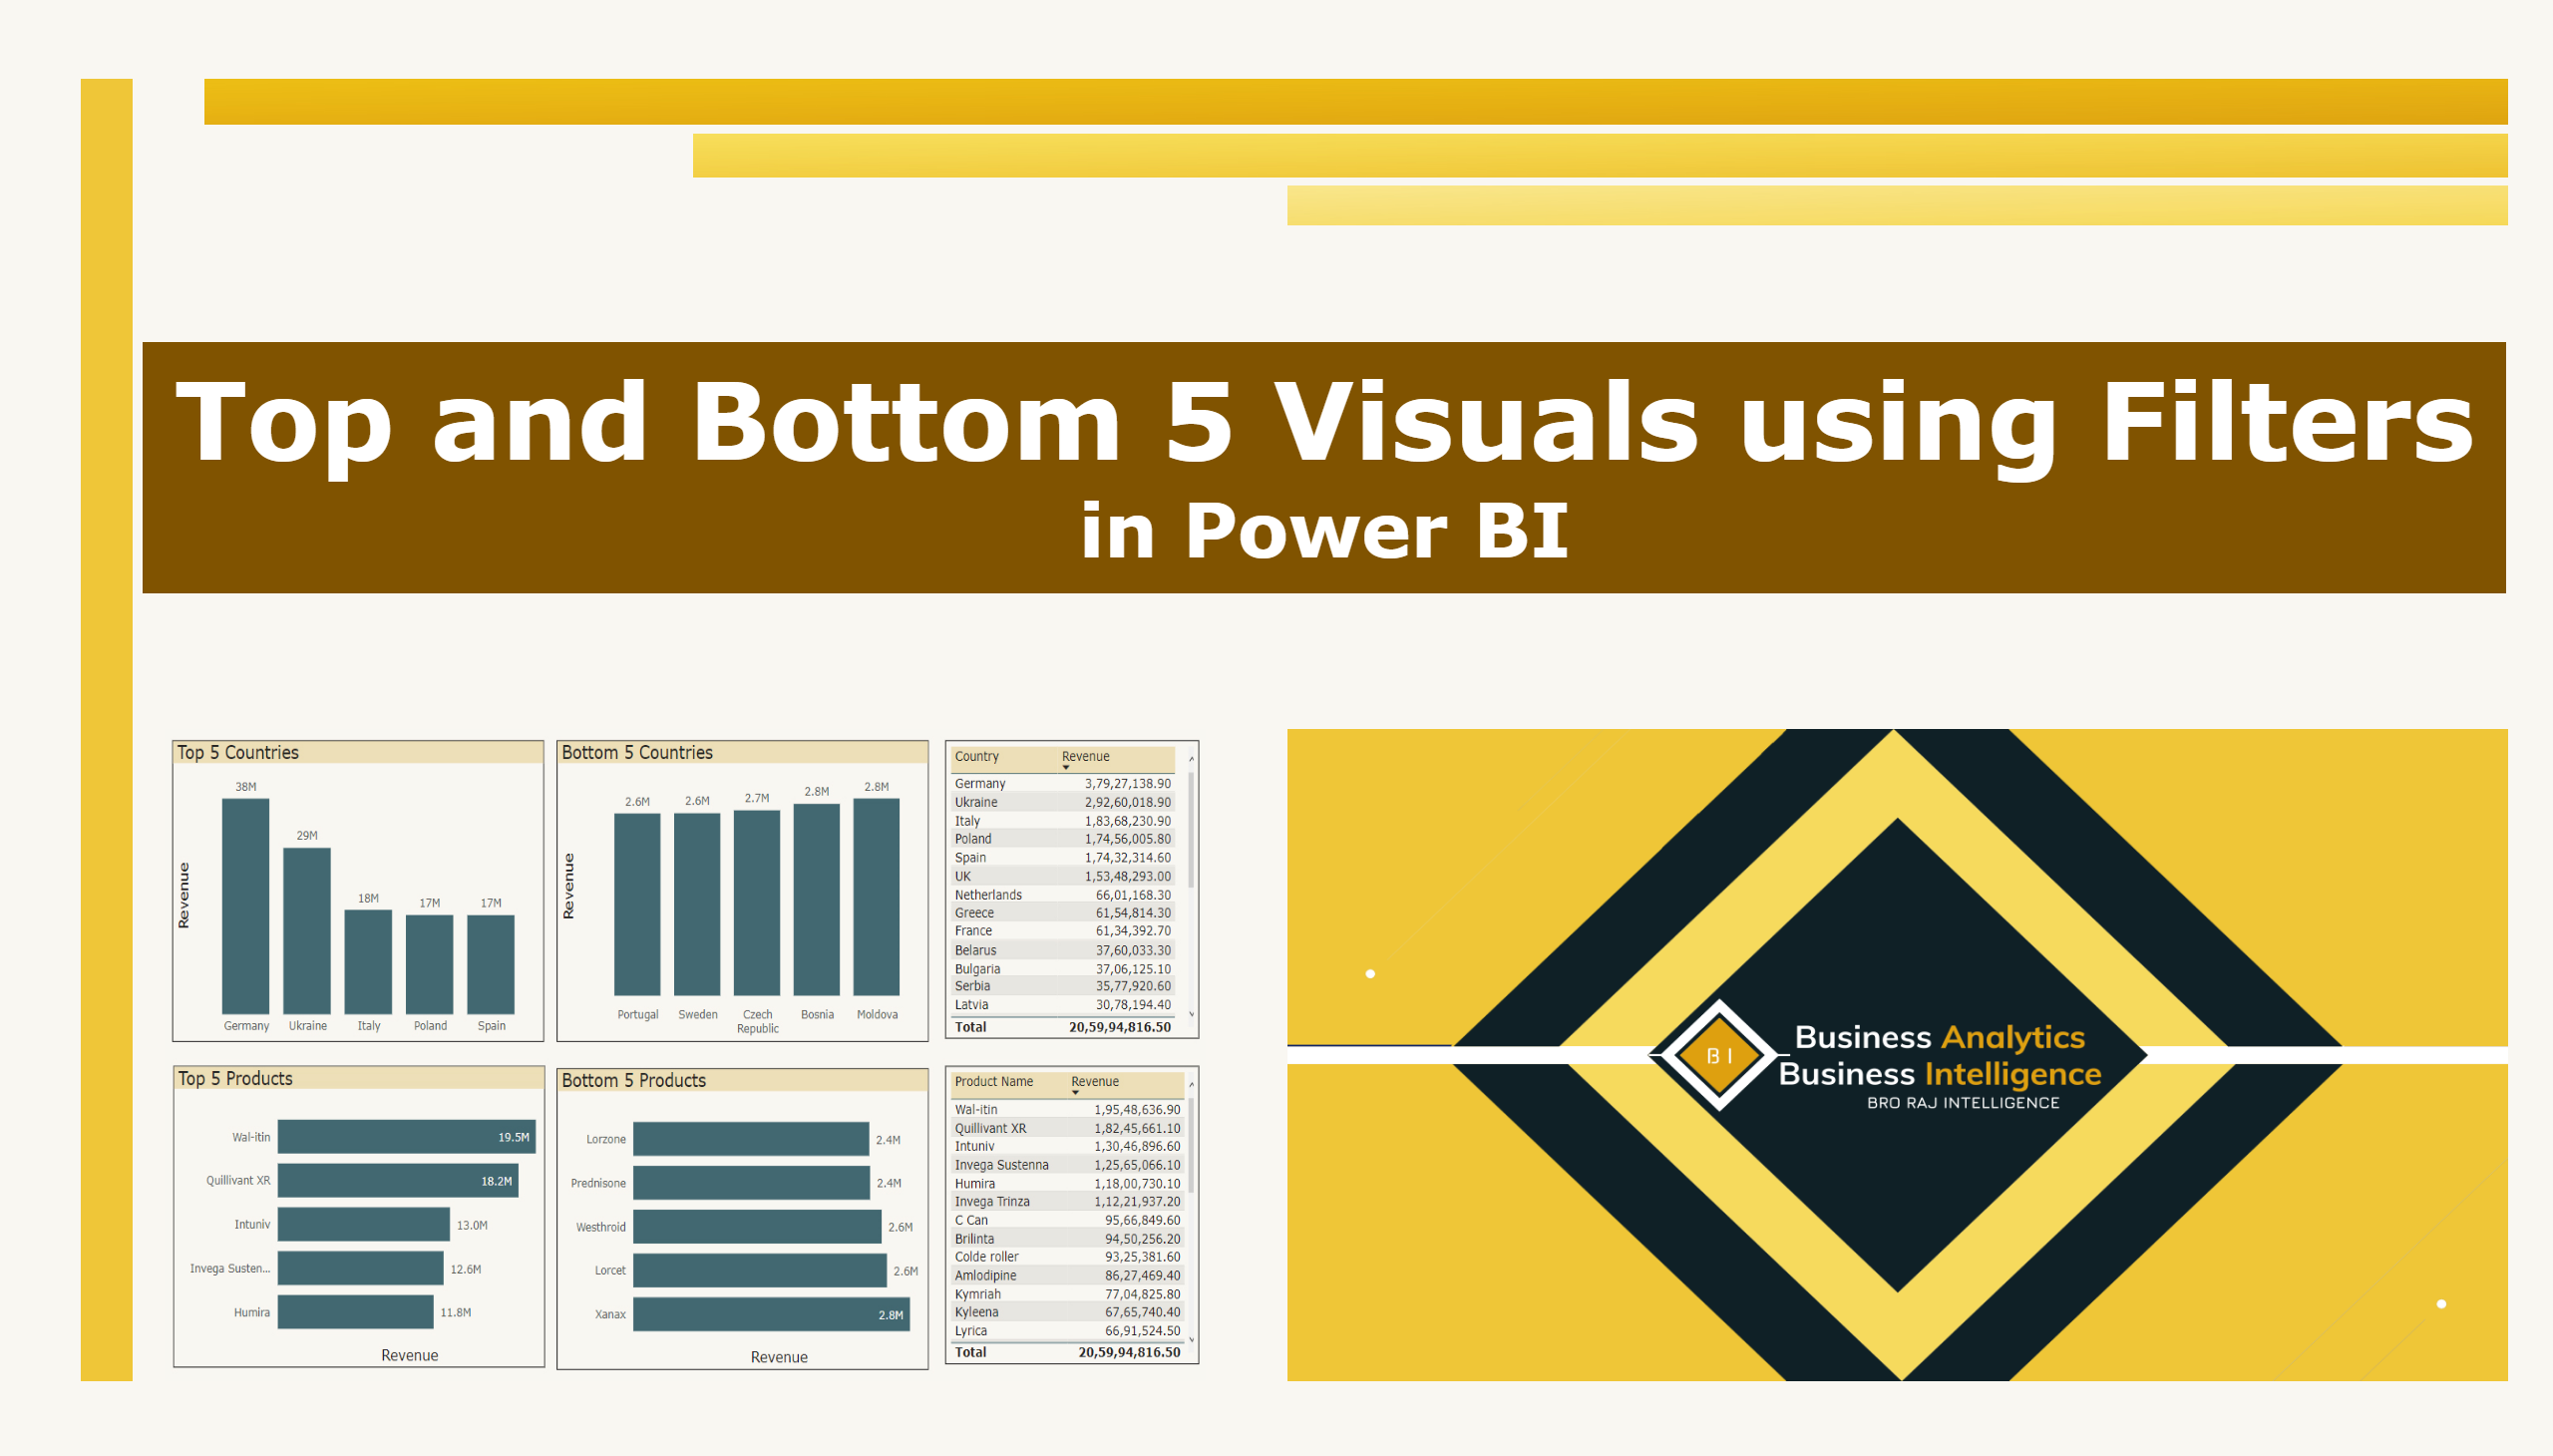 Top and Bottom 5 Visuals using Filters
in Power BI
Top 5 Countries
38M
29M
18M
17M
17M
Revenue
Germany
Ukraine
Italy
Poland
Spain
Bottom 5 Countries
2.6M
2.6M
2.7M
2.8M
2.8M
Revenue
Portugal
Sweden
Czech
Republic
Bosnia
Moldova
Country Revenue
Germany 3,79,27,138.90
Ukraine 2,92,60,018.90
Italy 1,83,68,230.90
Poland 1,74,56,005.80
Spain 1,74,32,314.60
UK 1,53,48,293.00
Netherlands 66,01,168.30
Greece 61,54,814.30
France 61,34,392.70
Belarus 37,60,033.30
Bulgaria 37,06,125.10
Serbia 35,77,920.60
Latvia 30,78,194.40
Total 20,59,94,816.50
Top 5 Products
Wal-itin 19.5M
Quillivant XR 18.2M
Intuniv 13.0M
Invega Susten... 12.6M
Humira 11.8M
Revenue
Bottom 5 Products
Lorzone 2.4M
Prednisone 2.4M
Westhroid 2.6M
Lorcet 2.6M
Xanax 2.8M
Revenue
Product Name Revenue
Wal-itin 1,95,48,636.90
Quillivant XR 1,82,45,661.10
Intuniv 1,30,46,896.60
Invega Sustenna 1,25,65,066.10
Humira 1,18,00,730.10
Invega Trinza 1,12,21,937.20
C Can 95,66,849.60
Brilinta 94,50,256.20
Colde roller 93,25,381.60
Amlodipine 86,27,469.40
Kymriah 77,04,825.80
Kyleena 67,65,740.40
Lyrica 66,91,524.50
Total 20,59,94,816.50
BI
Business Analytics
Business Intelligence
BRO RAJ INTELLIGENCE